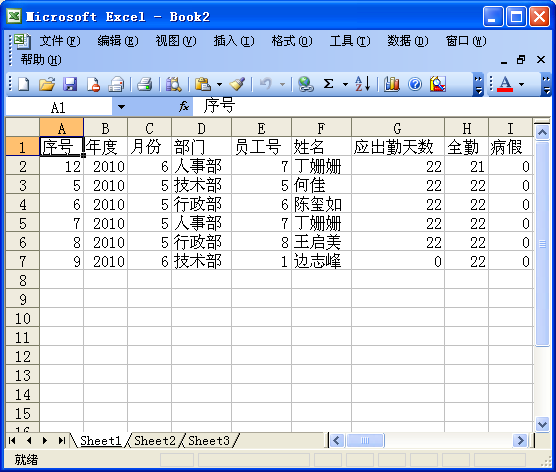 Microsoft Excel - Book2
文件(F) 编辑(E) 视图(V) 插入(I) 格式(O) 工具(T) 数据(D) 窗口(W)
帮助(H)
A1 fx 序号
A B C D E F G H I
1 序号 年度 月份 部门 员工号 姓名 应出勤天数 全勤 病假
2 12 2010 6 人事部 7 丁姗姗 22 21 0
3 5 2010 5 技术部 5 何佳 22 22 0
4 6 2010 5 行政部 6 陈玺如 22 22 0
5 7 2010 5 人事部 7 丁姗姗 22 22 0
6 8 2010 5 行政部 8 王启美 22 22 0
7 9 2010 6 技术部 1 边志峰 0 22 0
8
9
10
11
12
13
14
15
16
Sheet1 Sheet2 Sheet3
就绪